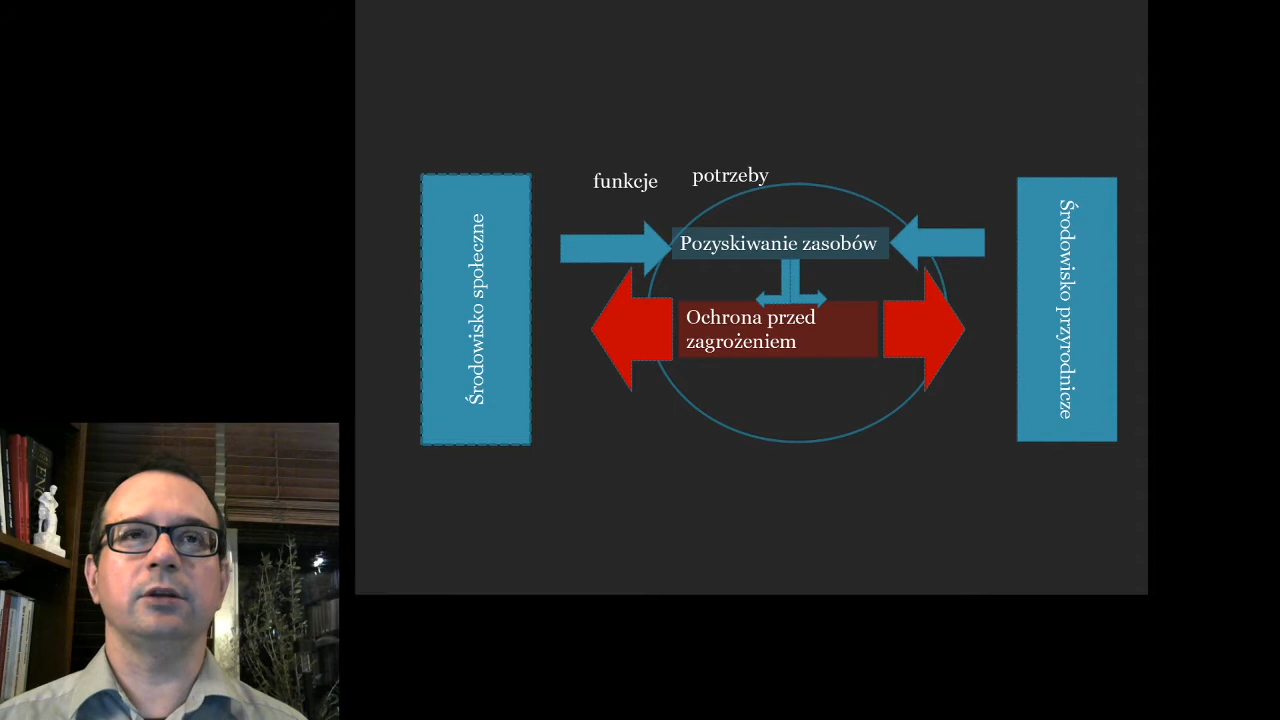 funkcje
potrzeby
Środowisko społeczne
Pozyskiwanie zasobów
Ochrona przed
zagrożeniem
Środowisko przyrodnicze